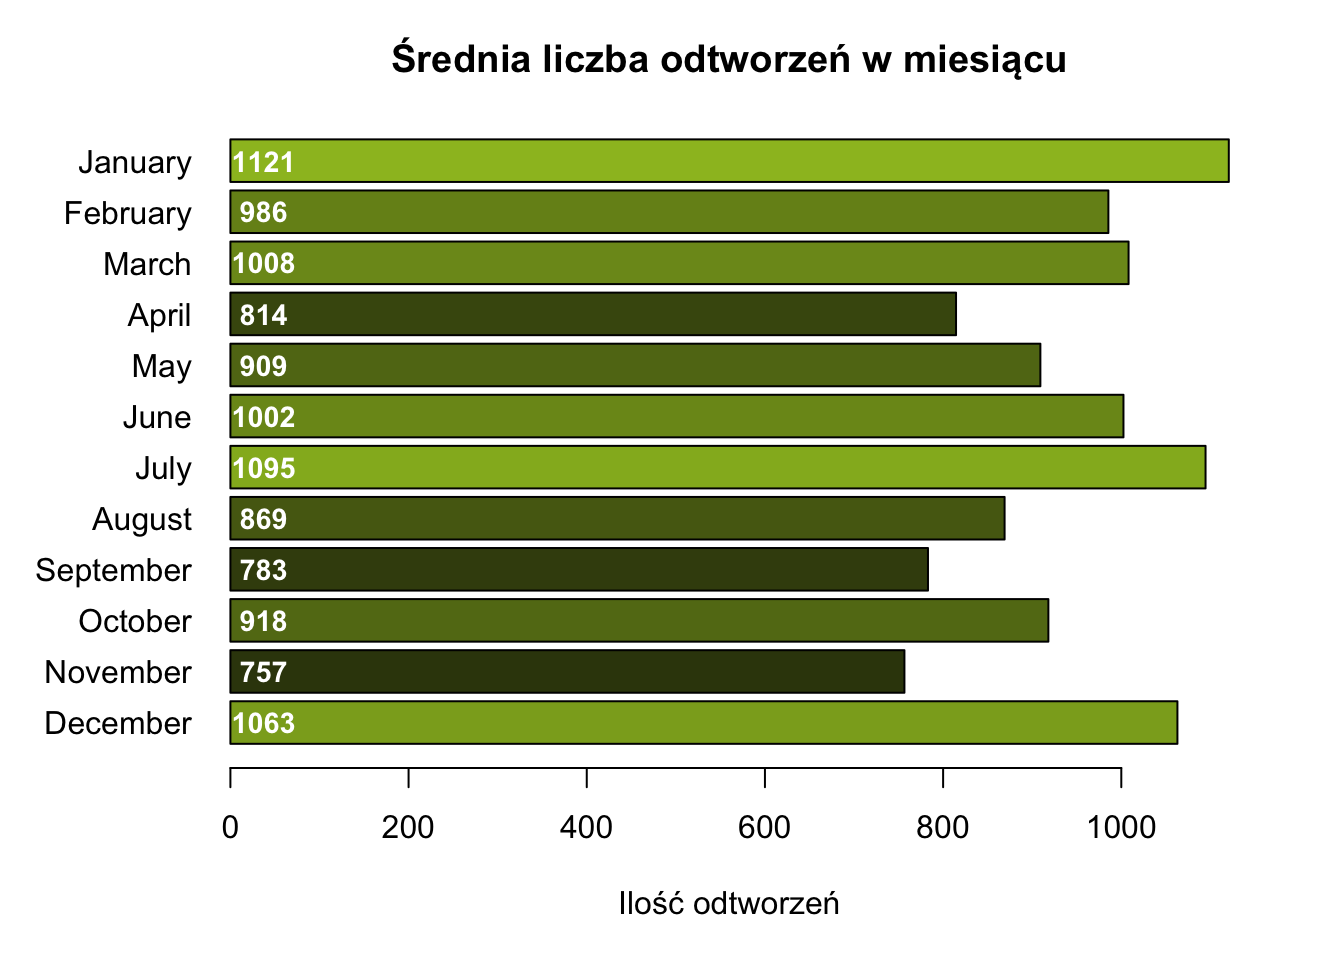 Średnia liczba odtworzeń w miesiącu
January 1121
February 986
March 1008
April 814
May 909
June 1002
July 1095
August 869
September 783
October 918
November 757
December 1063
0 200 400 600 800 1000
Ilość odtworzeń